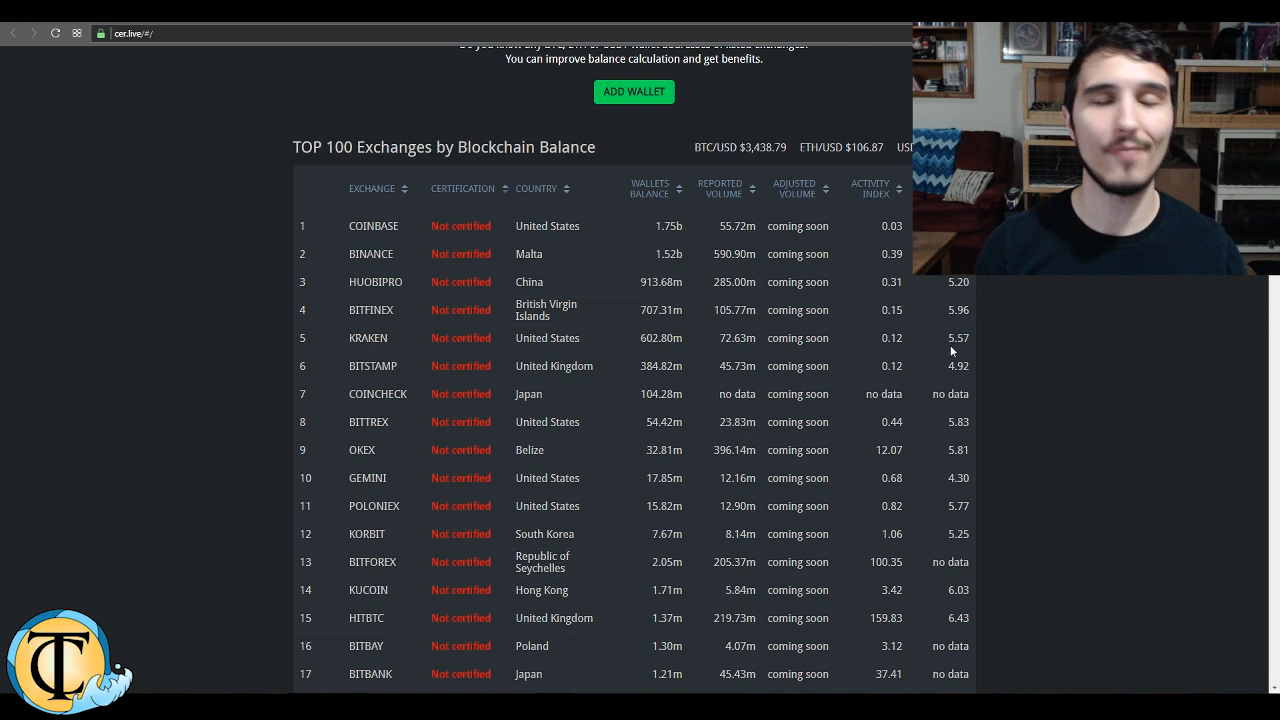 cer.live/#/
You can improve balance calculation and get benefits.
ADD WALLET
TOP 100 Exchanges by Blockchain Balance BTC/USD $3,438.79 ETH/USD $106.87
EXCHANGE CERTIFICATION COUNTRY WALLETS BALANCE REPORTED VOLUME ADJUSTED VOLUME ACTIVITY INDEX
1 COINBASE Not certified United States 1.75b 55.72m coming soon 0.03
2 BINANCE Not certified Malta 1.52b 590.90m coming soon 0.39
3 HUOBIPRO Not certified China 913.68m 285.00m coming soon 0.31 5.20
4 BITFINEX Not certified British Virgin Islands 707.31m 105.77m coming soon 0.15 5.96
5 KRAKEN Not certified United States 602.80m 72.63m coming soon 0.12 5.57
6 BITSTAMP Not certified United Kingdom 384.82m 45.73m coming soon 0.12 4.92
7 COINCHECK Not certified Japan 104.28m no data coming soon no data no data
8 BITTREX Not certified United States 54.42m 23.83m coming soon 0.44 5.83
9 OKEX Not certified Belize 32.81m 396.14m coming soon 12.07 5.81
10 GEMINI Not certified United States 17.85m 12.16m coming soon 0.68 4.30
11 POLONIEX Not certified United States 15.82m 12.90m coming soon 0.82 5.77
12 KORBIT Not certified South Korea 7.67m 8.14m coming soon 1.06 5.25
13 BITFOREX Not certified Republic of Seychelles 2.05m 205.37m coming soon 100.35 no data
14 KUCOIN Not certified Hong Kong 1.71m 5.84m coming soon 3.42 6.03
15 HITBTC Not certified United Kingdom 1.37m 219.73m coming soon 159.83 6.43
16 BITBAY Not certified Poland 1.30m 4.07m coming soon 3.12 no data
17 BITBANK Not certified Japan 1.21m 45.43m coming soon 37.41 no data